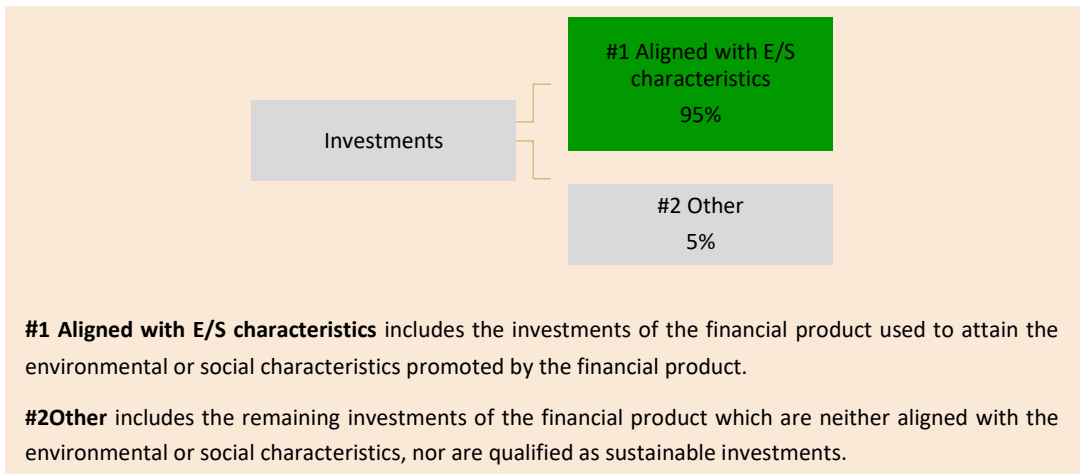 #1 Aligned with E/S
characteristics
95%
Investments
#2 Other
5%
#1 Aligned with E/S characteristics includes the investments of the financial product used to attain the
environmental or social characteristics promoted by the financial product.
#2Other includes the remaining investments of the financial product which are neither aligned with the
environmental or social characteristics, nor are qualified as sustainable investments.